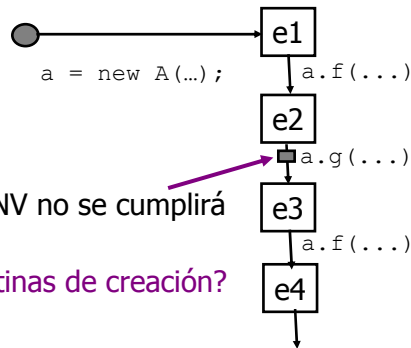 e1
a = new A(…);
a.f(...)
e2
a.g(...)
NV no se cumplirá
e3
a.f(...)
tinas de creación?
e4